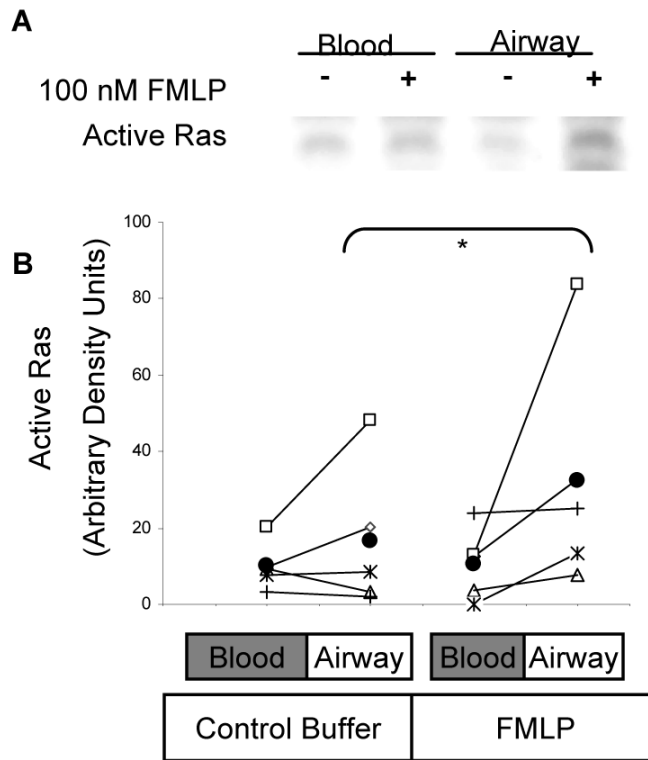 A
Blood Airway
- + - +
100 nM FMLP
Active Ras
B
Active Ras
(Arbitrary Density Units)
100
80
60
40
20
0
*
Blood Airway Blood Airway
Control Buffer FMLP